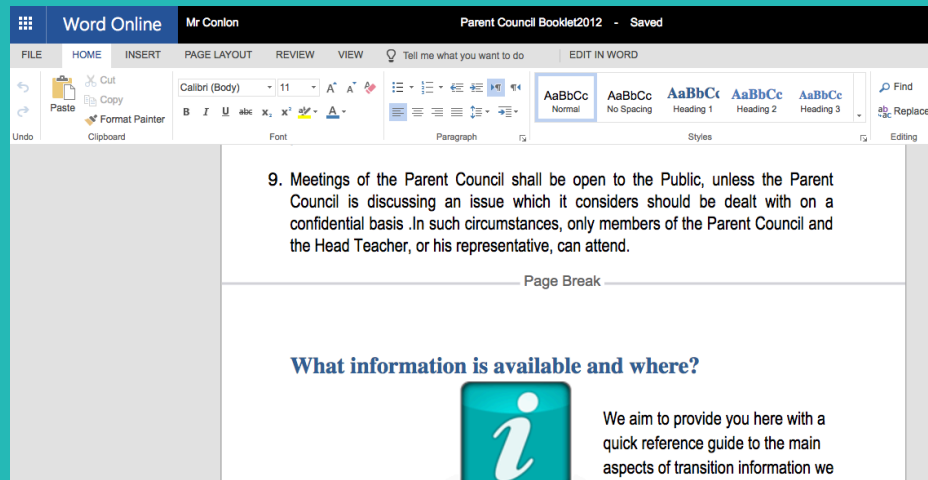 Word Online Mr Conlon Parent Council Booklet2012 - Saved
FILE HOME INSERT PAGE LAYOUT REVIEW VIEW Tell me what you want to do EDIT IN WORD
Cut
Calibri (Body) 11 A A
AaBbCc AaBbCc AaBbCc AaBbCc AaBbCc
Find
Paste Copy
Normal No Spacing Heading 1 Heading 2 Heading 3
Format Painter
B I U abc x₂ x² aby A
ab ac Replace
Undo Clipboard Font Paragraph Styles Editing
9. Meetings of the Parent Council shall be open to the Public, unless the Parent
Council is discussing an issue which it considers should be dealt with on a
confidential basis .In such circumstances, only members of the Parent Council and
the Head Teacher, or his representative, can attend.
Page Break
What information is available and where?
i
We aim to provide you here with a
quick reference guide to the main
aspects of transition information we